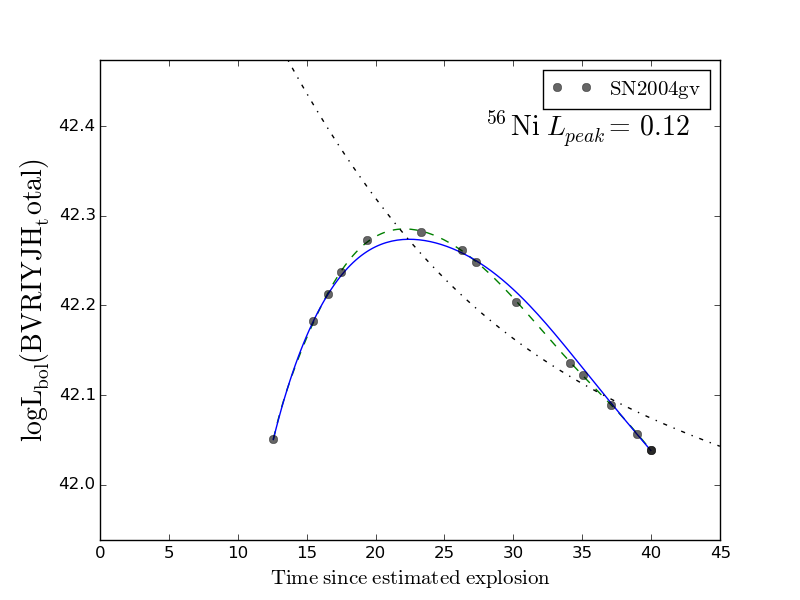 SN2004gv
56Ni Lpeak = 0.12
42.4
42.3
42.2
42.1
42.0
logLbol(BVRIYJHtotal)
0 5 10 15 20 25 30 35 40 45
Time since estimated explosion